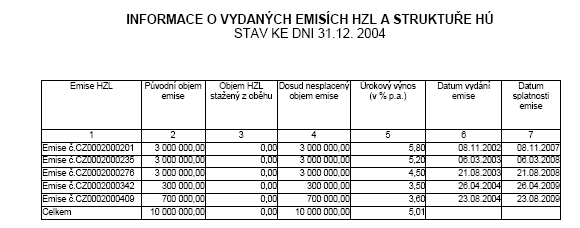 INFORMACE O VYDANÝCH EMISÍCH HZL A STRUKTUŘE HÚ
STAV KE DNI 31.12. 2004
Emise HZL Původní objem emise Objem HZL stažený z oběhu Dosud nesplacený objem emise Úrokový výnos (v % p.a.) Datum vydání emise Datum splatnosti emise
1 2 3 4 5 6 7
Emise č.CZ0002000201 3 000 000,00 0,00 3 000 000,00 5,80 08.11.2002 08.11.2007
Emise č.CZ0002000235 3 000 000,00 0,00 3 000 000,00 5,20 06.03.2003 06.03.2008
Emise č.CZ0002000276 3 000 000,00 0,00 3 000 000,00 4,50 21.08.2003 21.08.2008
Emise č.CZ0002000342 300 000,00 0,00 300 000,00 3,50 26.04.2004 26.04.2009
Emise č.CZ0002000409 700 000,00 0,00 700 000,00 3,60 23.08.2004 23.08.2009
Celkem 10 000 000,00 0,00 10 000 000,00 5,01